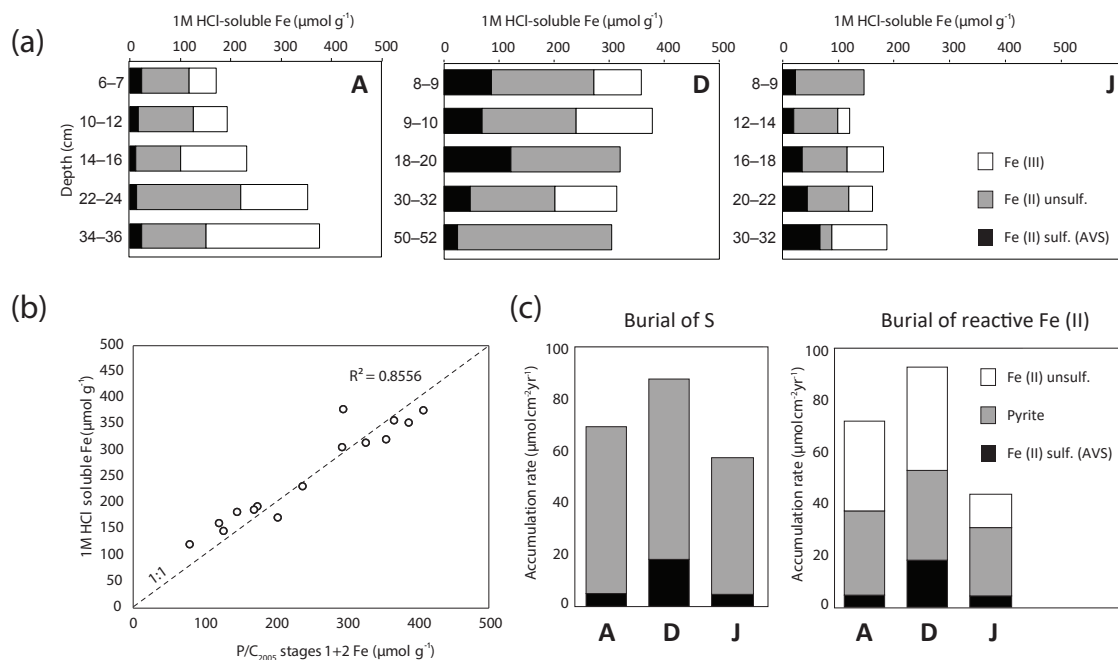 (a)
1M HCl-soluble Fe (μmol g⁻¹)
0 100 200 300 400 500
Depth (cm)
6–7
10–12
14–16
22–24
34–36
A
1M HCl-soluble Fe (μmol g⁻¹)
0 100 200 300 400 500
8–9
9–10
18–20
30–32
50–52
D
1M HCl-soluble Fe (μmol g⁻¹)
0 100 200 300 400 500
8–9
12–14
16–18
20–22
30–32
J
Fe (III)
Fe (II) unsulf.
Fe (II) sulf. (AVS)
(b)
1M HCl soluble Fe (μmol g⁻¹)
500
450
400
350
300
250
200
150
100
50
0
R² = 0.8556
1:1
0 100 200 300 400 500
P/C₂₀₀₅ stages 1+2 Fe (μmol g⁻¹)
(c)
Burial of S
Accumulation rate (μmol cm⁻² yr⁻¹)
100
80
60
40
20
0
A D J
Burial of reactive Fe (II)
Accumulation rate (μmol cm⁻² yr⁻¹)
100
80
60
40
20
0
A D J
Fe (II) unsulf.
Pyrite
Fe (II) sulf. (AVS)